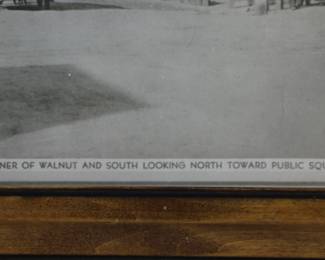 NER OF WALNUT AND SOUTH LOOKING NORTH TOWARD PUBLIC SQU